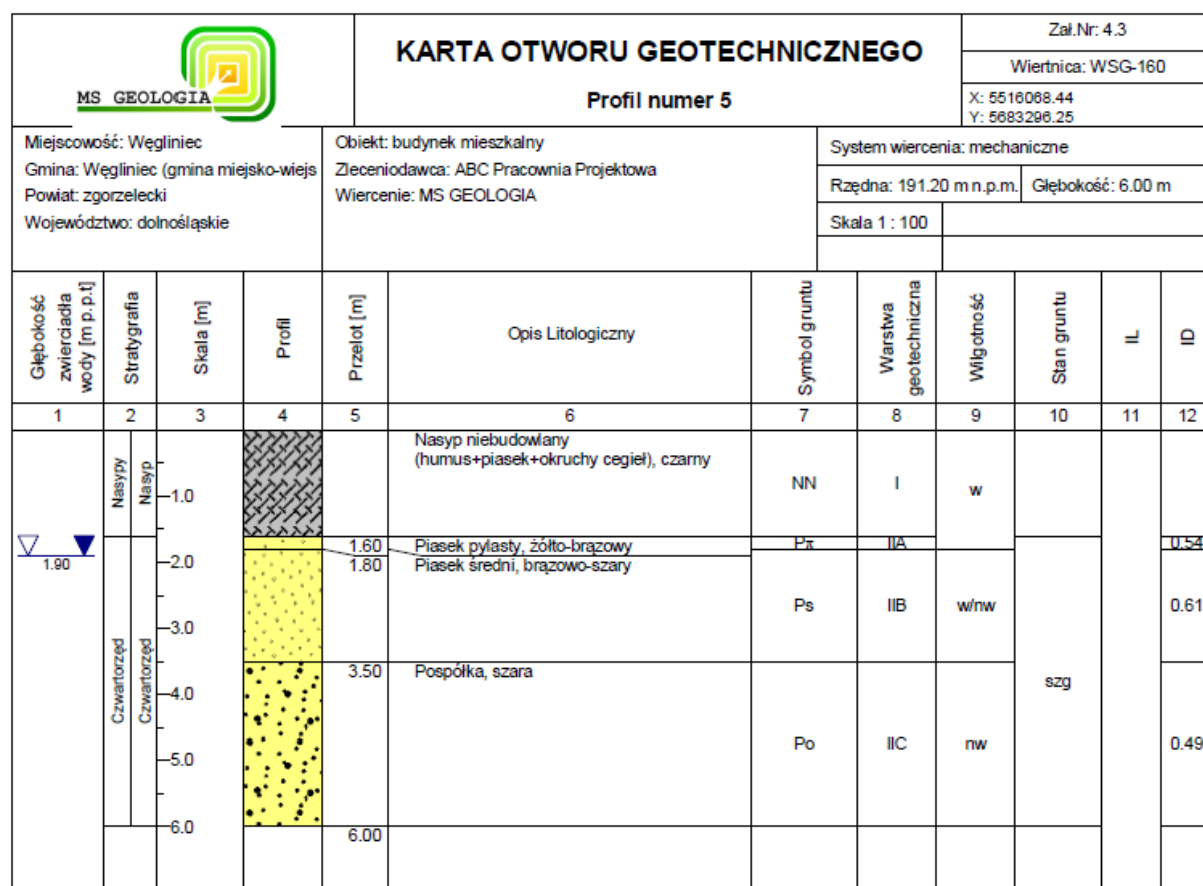 MS GEOLOGIA
KARTA OTWORU GEOTECHNICZNEGO
Profil numer 5
Zał.Nr: 4.3
Wiertnica: WSG-160
X: 5516068.44
Y: 5683296.25
Miejscowość: Węgliniec
Gmina: Węgliniec (gmina miejsko-wiejs
Powiat: zgorzelecki
Województwo: dolnośląskie
Obiekt: budynek mieszkalny
Zleceniodawca: ABC Pracownia Projektowa
Wiercenie: MS GEOLOGIA
System wiercenia: mechaniczne
Rzędna: 191.20 m n.p.m.
Głębokość: 6.00 m
Skala 1 : 100
Głębokość
zwierciadła
wody [m p.p.t]
Stratygrafia
Skala [m]
Profil
Przelot [m]
Opis Litologiczny
Symbol gruntu
Warstwa
geotechniczna
Wilgotność
Stan gruntu
IL
ID
1 2 3 4 5 6 7 8 9 10 11 12
Nasypy
Nasyp
1.0
Nasyp niebudowlany
(humus+piasek+okruchy cegieł), czarny
NN I w
1.60 Piasek pylasty, żółto-brązowy Pπ IIA 0.54
1.90
2.0
1.80 Piasek średni, brązowo-szary
Ps IIB w/nw 0.61
3.0
Czwartorzęd
Czwartorzęd
3.50 Pospółka, szara
szg
4.0
Po IIC nw 0.49
5.0
6.0
6.00